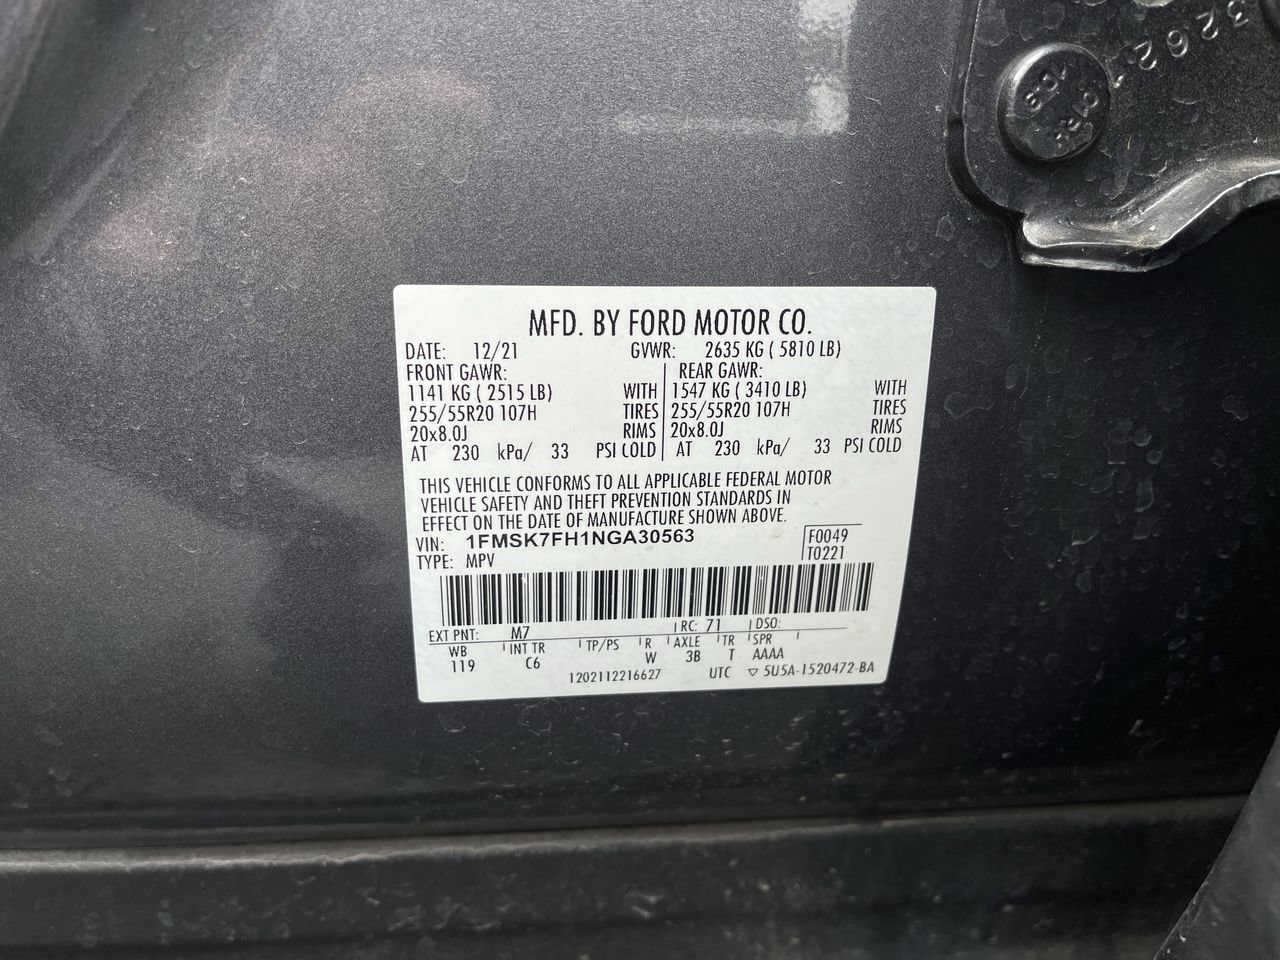 3262
10.8
CYRL
MFD. BY FORD MOTOR CO.
DATE: 12/21 GVWR: 2635 KG ( 5810 LB)
FRONT GAWR: REAR GAWR:
1141 KG ( 2515 LB) WITH 1547 KG ( 3410 LB) WITH
255/55R20 107H TIRES 255/55R20 107H TIRES
20x8.0J RIMS 20x8.0J RIMS
AT 230 kPa/ 33 PSI COLD AT 230 kPa/ 33 PSI COLD
THIS VEHICLE CONFORMS TO ALL APPLICABLE FEDERAL MOTOR
VEHICLE SAFETY AND THEFT PREVENTION STANDARDS IN
EFFECT ON THE DATE OF MANUFACTURE SHOWN ABOVE.
VIN: 1FMSK7FH1NGA30563 F0049
TYPE: MPV T0221
EXT PNT: M7 RC: 71 DSO:
WB INT TR TP/PS R AXLE TR SPR
119 C6 W 3B T AAAA
1202112216627 UTC ▽ 5U5A-1520472-BA